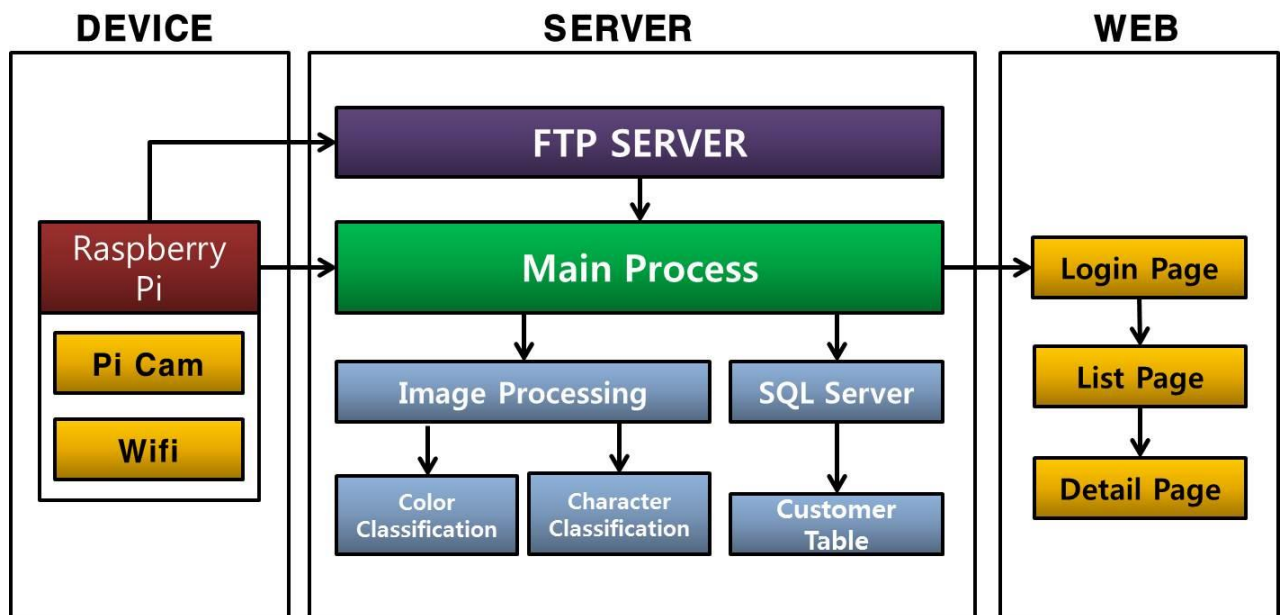 DEVICE
SERVER
WEB
FTP SERVER
Raspberry
Pi
Pi Cam
Wifi
Main Process
Image Processing
SQL Server
Color
Classification
Character
Classification
Customer
Table
Login Page
List Page
Detail Page